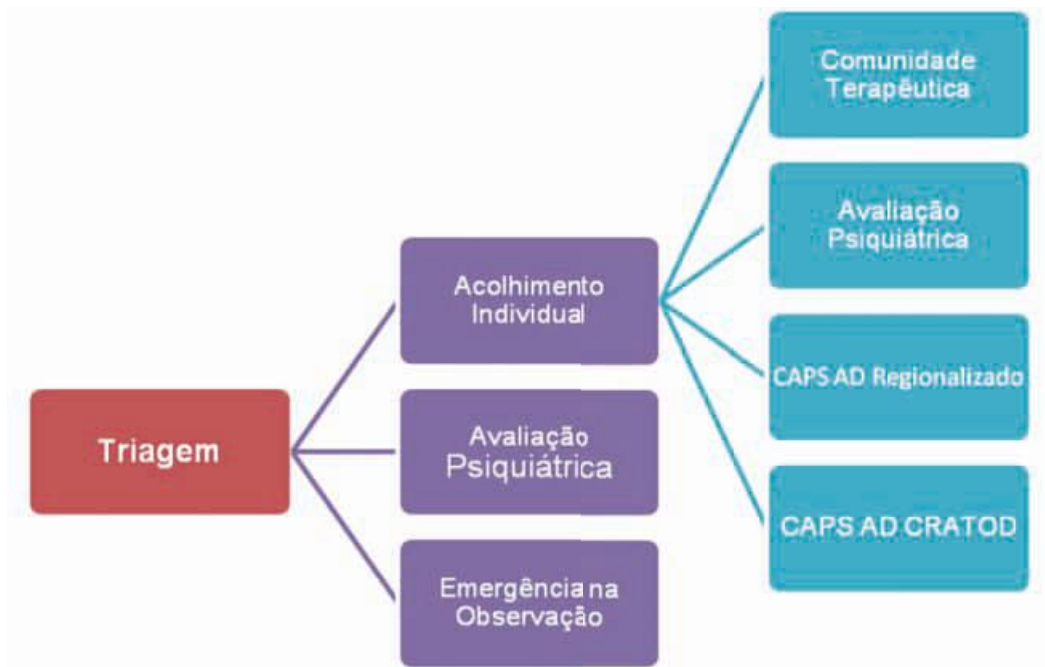 Triagem
Acolhimento
Individual
Avaliação
Psiquiátrica
Emergência na
Observação
Comunidade
Terapêutica
Avaliação
Psiquiátrica
CAPS AD Regionalizado
CAPS AD CRATOD